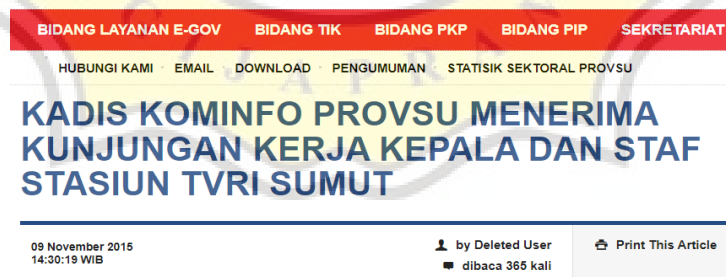 BIDANG LAYANAN E-GOV BIDANG TIK BIDANG PKP BIDANG PIP SEKRETARIAT
HUBUNGI KAMI EMAIL DOWNLOAD PENGUMUMAN STATISIK SEKTORAL PROVSU
KADIS KOMINFO PROVSU MENERIMA
KUNJUNGAN KERJA KEPALA DAN STAF
STASIUN TVRI SUMUT
09 November 2015
14:30:19 WIB
by Deleted User
dibaca 365 kali
Print This Article